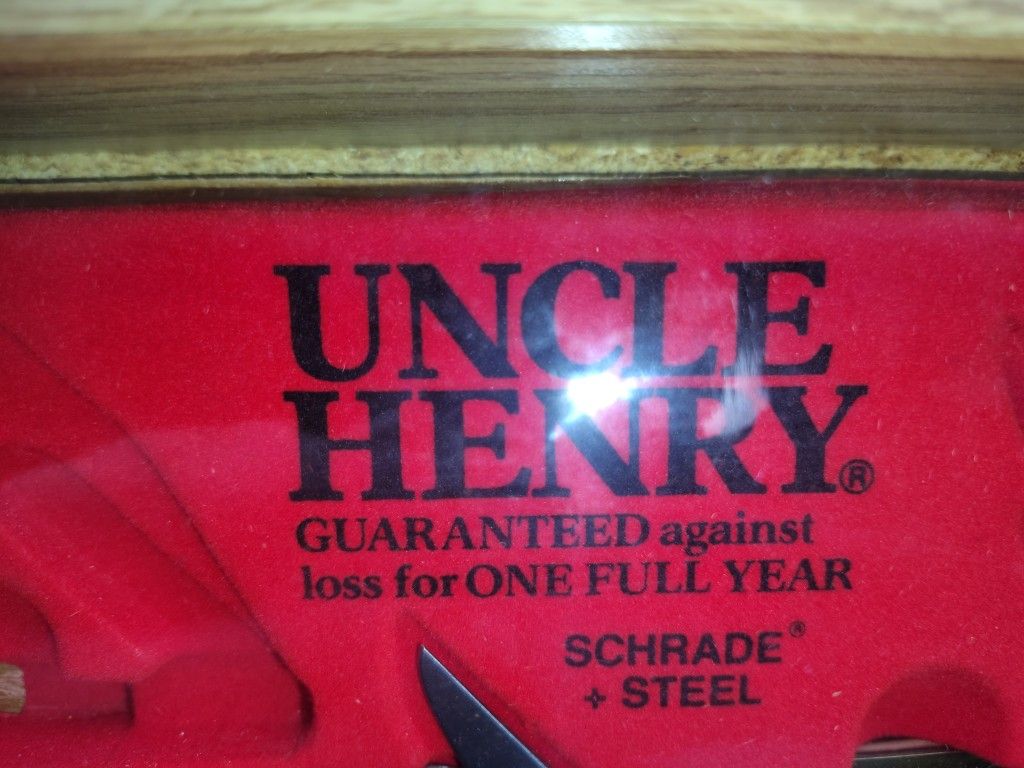 UNCLE
HENRY®
GUARANTEED against
loss for ONE FULL YEAR
SCHRADE®
+ STEEL